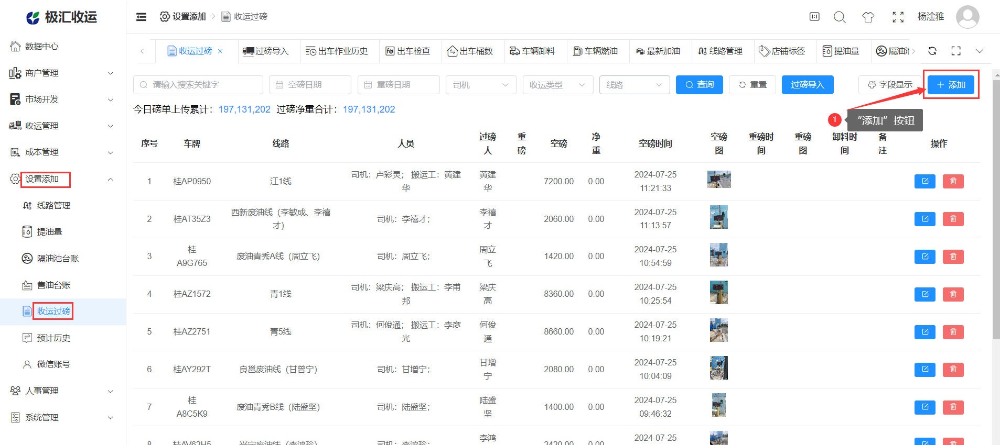 极汇收运
设置添加 > 收运过磅
杨淦雅
数据中心
商户管理
市场开发
收运管理
成本管理
设置添加
线路管理
提油量
隔油池台账
售油台账
收运过磅
预计历史
微信账号
人事管理
系统管理
收运过磅 ×
过磅导入
出车作业历史
出车检查
出车桶数
车辆卸料
车辆燃油
最新加油
线路管理
店铺标签
提油量
隔油池
请输入搜索关键字
空磅日期
重磅日期
司机
收运类型
线路
查询
重置
过磅导入
字段显示
+ 添加
今日磅单上传累计：197,131,202 过磅净重合计：197,131,202
1 “添加”按钮
序号 车牌 线路 人员 过磅人 重磅 空磅 净重 空磅时间 空磅图 重磅时间 重磅图 卸料时间 备注 操作
1 桂AP0950 江1线 司机：卢彩灵； 搬运工：黄建华 黄建华 7200.00 0.00 2024-07-25 11:21:33
2 桂AT35Z3 西新废油线（李敏成、李禧才） 司机：李禧才； 李禧才 2060.00 0.00 2024-07-25 11:13:57
3 桂A9G765 废油青秀A线（周立飞） 司机：周立飞； 周立飞 1420.00 0.00 2024-07-25 10:54:59
4 桂AZ1572 青1线 司机：梁庆高； 搬运工：李甫邦 梁庆高 8360.00 0.00 2024-07-25 10:25:54
5 桂AZ2751 青5线 司机：何俊通； 搬运工：李彦光 何俊通 8660.00 0.00 2024-07-25 10:19:21
6 桂AY292T 良邕废油线（甘曾宁） 司机：甘增宁； 甘增宁 2080.00 0.00 2024-07-25 10:04:09
7 桂A8C5K9 废油青秀B线（陆盛坚） 司机：陆盛坚； 陆盛坚 1400.00 0.00 2024-07-25 09:46:32
8 桂AV62H5 兴宁废油线（李鸿珍） 司机：李鸿珍； 李鸿 2420.00 0.00 2024-07-25